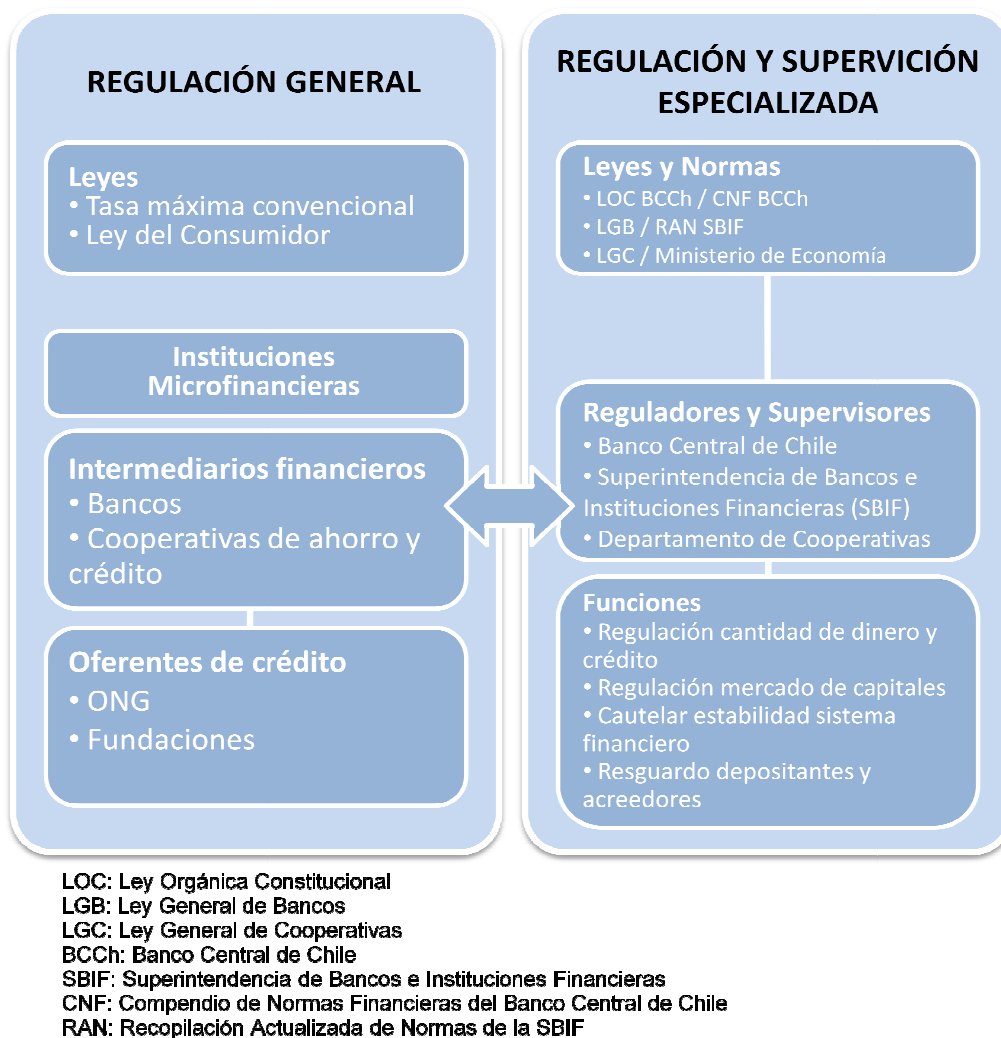 REGULACIÓN GENERAL
Leyes
• Tasa máxima convencional
• Ley del Consumidor
Instituciones
Microfinancieras
Intermediarios financieros
• Bancos
• Cooperativas de ahorro y
crédito
Oferentes de crédito
• ONG
• Fundaciones
REGULACIÓN Y SUPERVICIÓN
ESPECIALIZADA
Leyes y Normas
• LOC BCCh / CNF BCCh
• LGB / RAN SBIF
• LGC / Ministerio de Economía
Reguladores y Supervisores
• Banco Central de Chile
• Superintendencia de Bancos e
Instituciones Financieras (SBIF)
• Departamento de Cooperativas
Funciones
• Regulación cantidad de dinero y
crédito
• Regulación mercado de capitales
• Cautelar estabilidad sistema
financiero
• Resguardo depositantes y
acreedores
LOC: Ley Orgánica Constitucional
LGB: Ley General de Bancos
LGC: Ley General de Cooperativas
BCCh: Banco Central de Chile
SBIF: Superintendencia de Bancos e Instituciones Financieras
CNF: Compendio de Normas Financieras del Banco Central de Chile
RAN: Recopilación Actualizada de Normas de la SBIF